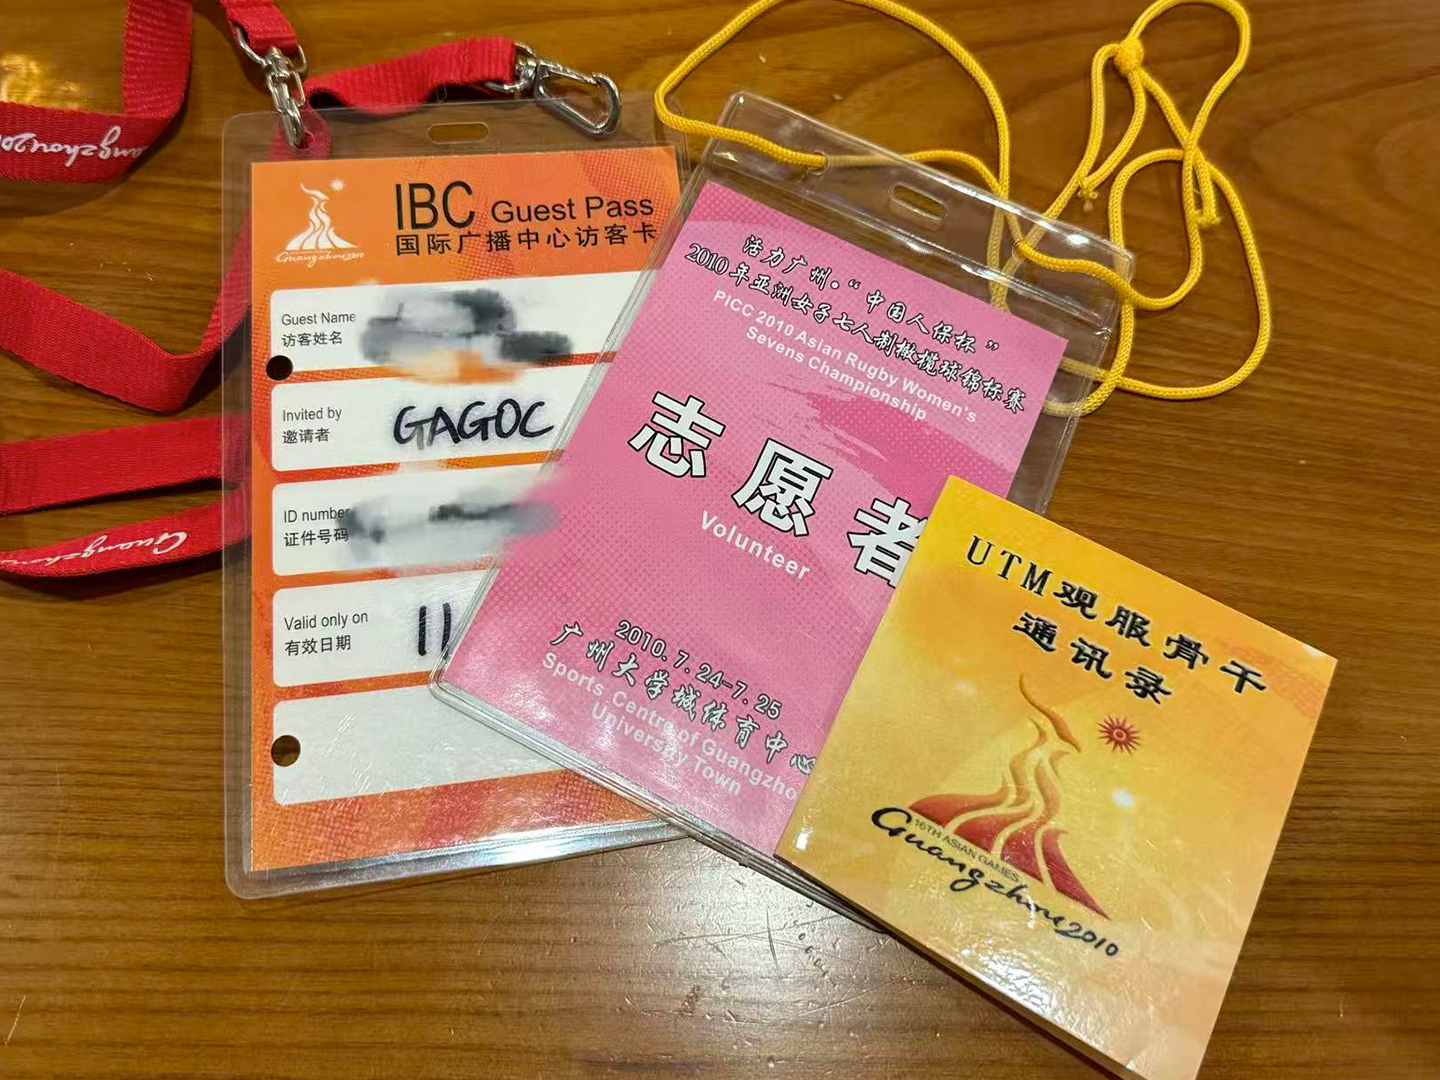 Guangzhou2010
IBC Guest Pass
国际广播中心访客卡
Guest Name
访客姓名
Invited by
邀请者
GAGOC
ID number
证件号码
Valid only on
有效日期
11
活力广州·“中国人保杯”
2010年亚洲女子七人制橄榄球锦标赛
PICC 2010 Asian Rugby Women's
Sevens Championship
志愿者
Volunteer
2010.7.24-7.25
广州大学城体育中心
Sports Centre of Guangzho
University Town
UTM观服骨干
通讯录
16TH ASIAN GAMES
Guangzhou2010